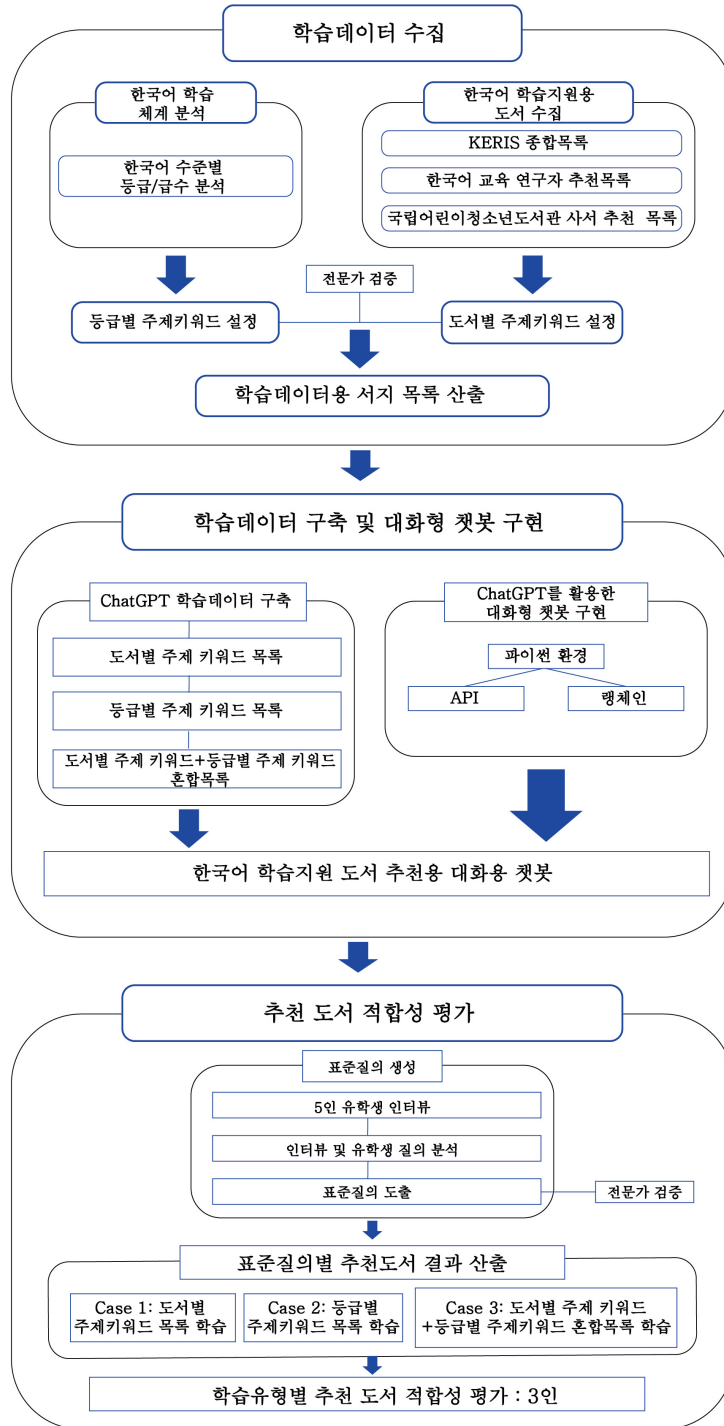 학습데이터 수집
한국어 학습
체계 분석
한국어 수준별
등급/급수 분석
한국어 학습지원용
도서 수집
KERIS 종합목록
한국어 교육 연구자 추천목록
국립어린이청소년도서관 사서 추천 목록
전문가 검증
등급별 주제키워드 설정
도서별 주제키워드 설정
학습데이터용 서지 목록 산출
학습데이터 구축 및 대화형 챗봇 구현
ChatGPT 학습데이터 구축
도서별 주제 키워드 목록
등급별 주제 키워드 목록
도서별 주제 키워드+등급별 주제 키워드
혼합목록
ChatGPT를 활용한
대화형 챗봇 구현
파이썬 환경
API
랭체인
한국어 학습지원 도서 추천용 대화용 챗봇
추천 도서 적합성 평가
표준질의 생성
5인 유학생 인터뷰
인터뷰 및 유학생 질의 분석
표준질의 도출
전문가 검증
표준질의별 추천도서 결과 산출
Case 1: 도서별
주제키워드 목록 학습
Case 2: 등급별
주제키워드 목록 학습
Case 3: 도서별 주제 키워드
+등급별 주제키워드 혼합목록 학습
학습유형별 추천 도서 적합성 평가 : 3인